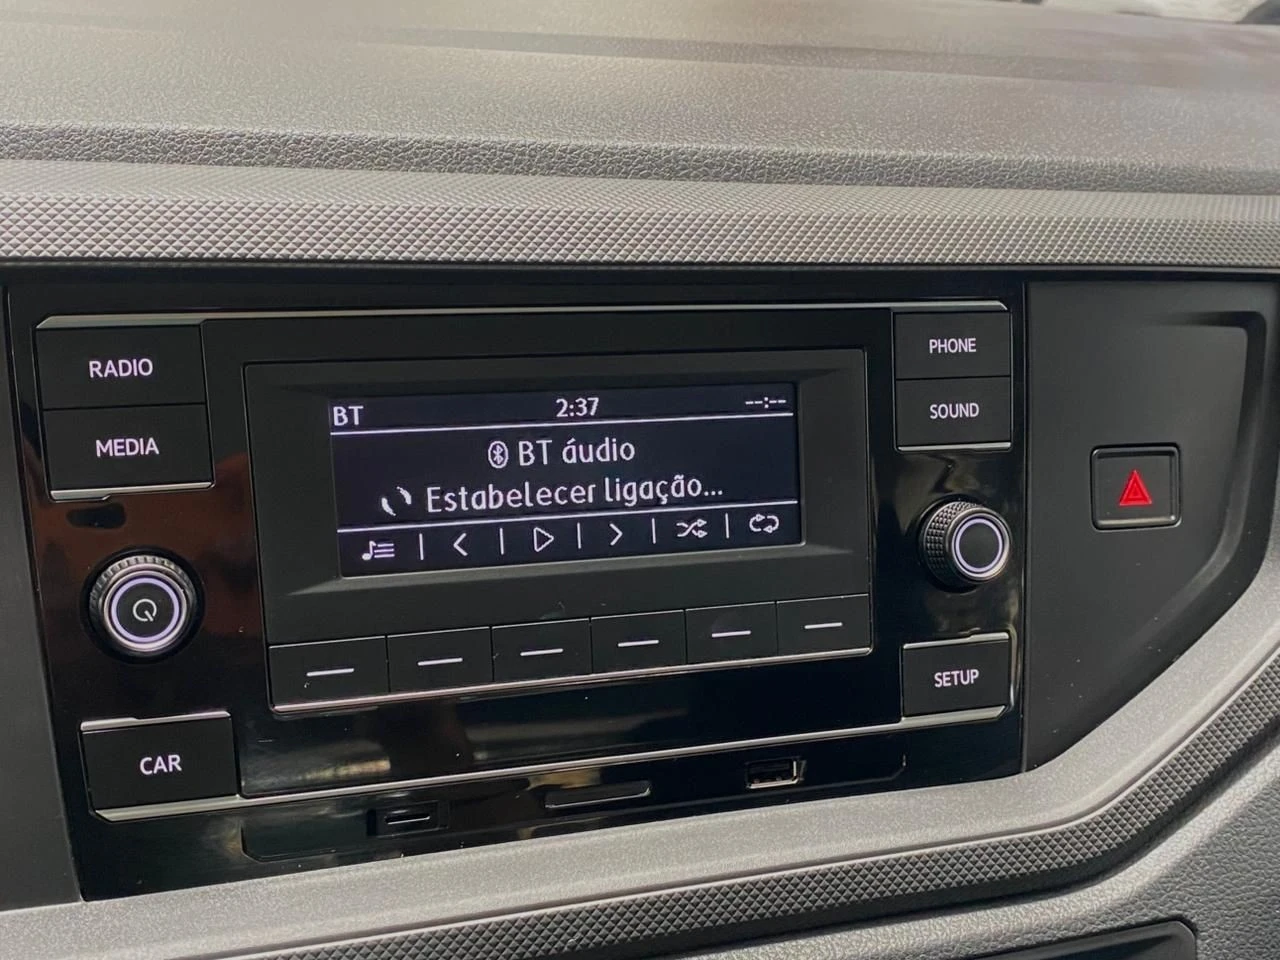 RADIO
MEDIA
BT 2:37 --:--
BT áudio
Estabelecer ligação...
PHONE
SOUND
SETUP
CAR